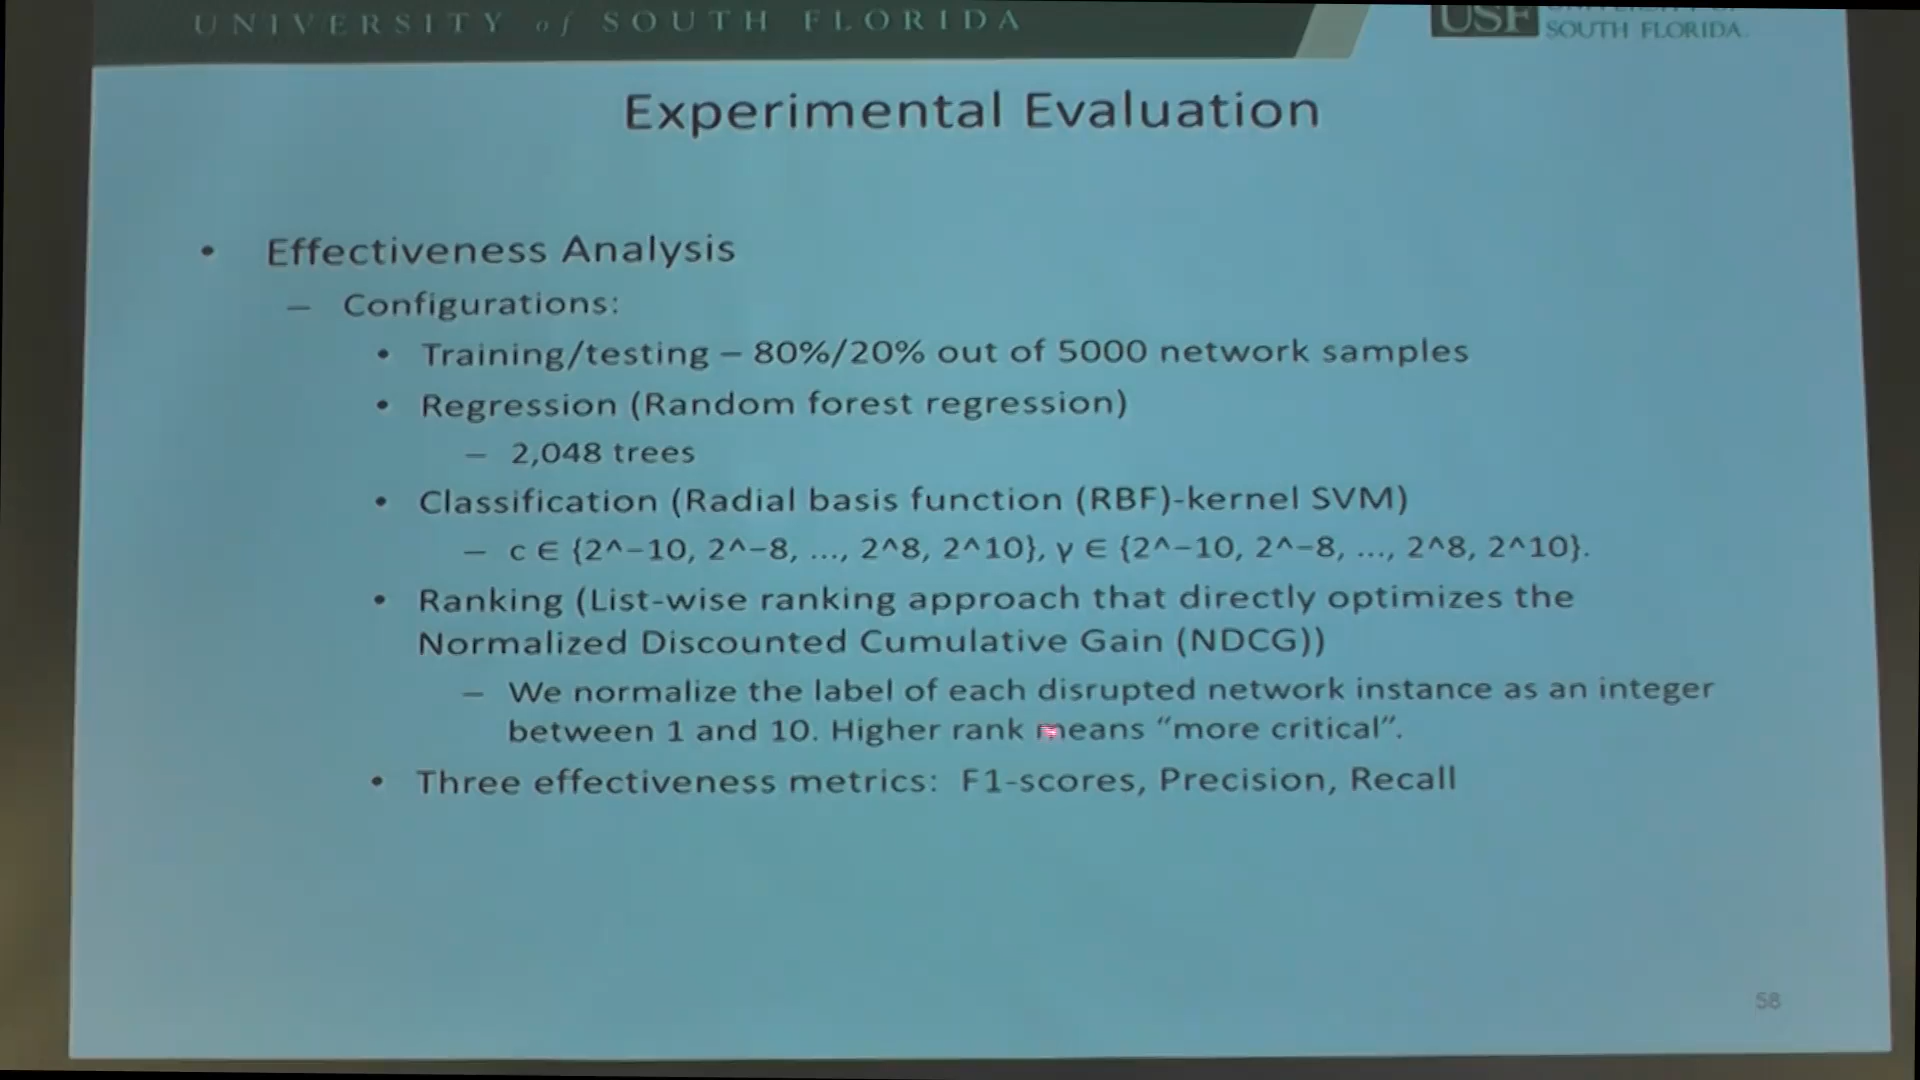 UNIVERSITY of SOUTH FLORIDA
USF
SOUTH FLORIDA
Experimental Evaluation
• Effectiveness Analysis
– Configurations:
• Training/testing – 80%/20% out of 5000 network samples
• Regression (Random forest regression)
– 2,048 trees
• Classification (Radial basis function (RBF)-kernel SVM)
– c ∈ {2^−10, 2^−8, ..., 2^8, 2^10}, γ ∈ {2^−10, 2^−8, ..., 2^8, 2^10}.
• Ranking (List-wise ranking approach that directly optimizes the
Normalized Discounted Cumulative Gain (NDCG))
– We normalize the label of each disrupted network instance as an integer
between 1 and 10. Higher rank means “more critical”.
• Three effectiveness metrics: F1-scores, Precision, Recall
58